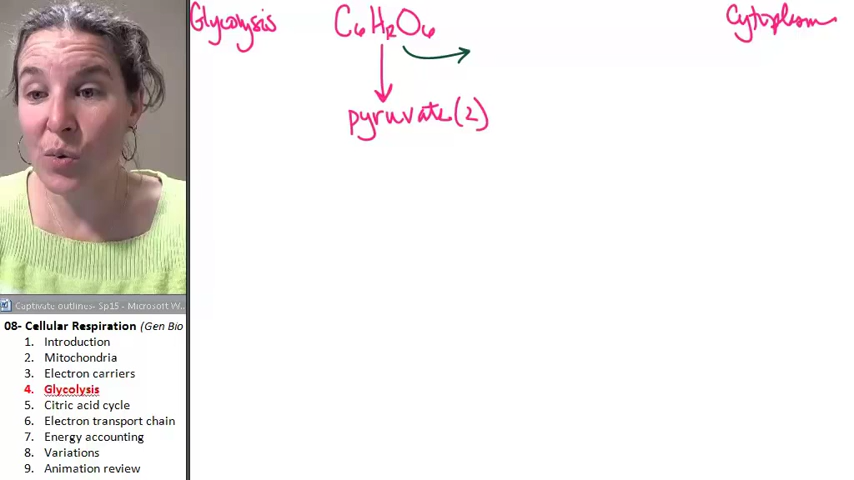 Glycolysis C6H12O6 Cytoplasm
pyruvate(2)
Captivate outlines- Sp15 - Microsoft W.
08- Cellular Respiration (Gen Bio
1. Introduction
2. Mitochondria
3. Electron carriers
4. Glycolysis
5. Citric acid cycle
6. Electron transport chain
7. Energy accounting
8. Variations
9. Animation review